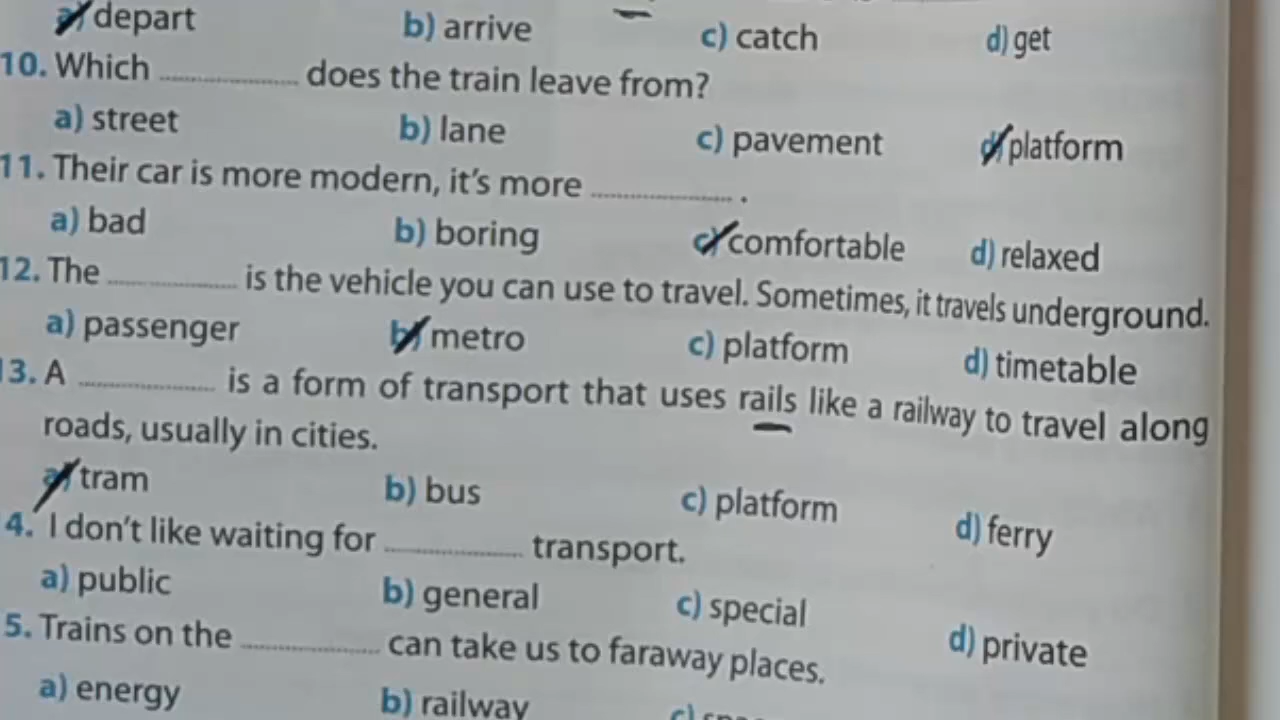 a) depart b) arrive c) catch d) get
10. Which ............ does the train leave from?
a) street b) lane c) pavement d) platform
11. Their car is more modern, it's more ............ .
a) bad b) boring c) comfortable d) relaxed
12. The ............ is the vehicle you can use to travel. Sometimes, it travels underground.
a) passenger b) metro c) platform d) timetable
13. A ............ is a form of transport that uses rails like a railway to travel along
roads, usually in cities.
a) tram b) bus c) platform d) ferry
4. I don't like waiting for ............ transport.
a) public b) general c) special d) private
5. Trains on the ............ can take us to faraway places.
a) energy b) railway c)